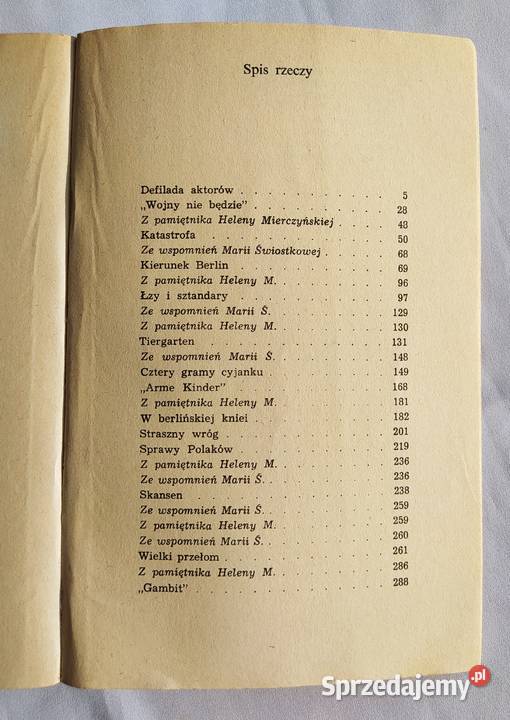 Spis rzeczy
Defilada aktorów . . . . . . . . . . 5
„Wojny nie będzie” . . . . . . . . . 28
Z pamiętnika Heleny Mierczyńskiej . . . . 48
Katastrofa . . . . . . . . . . 50
Ze wspomnień Marii Świostkowej . . . . . 68
Kierunek Berlin . . . . . . . . . . 69
Z pamiętnika Heleny M. . . . . . . . 96
Łzy i sztandary . . . . . . . . . . 97
Ze wspomnień Marii Ś. . . . . . . . 129
Z pamiętnika Heleny M. . . . . . . . 130
Tiergarten . . . . . . . . . . . 131
Ze wspomnień Marii Ś. . . . . . . . 148
Cztery gramy cyjanku . . . . . . . . 149
„Arme Kinder” . . . . . . . . . . 168
Z pamiętnika Heleny M. . . . . . . . 181
W berlińskiej kniei . . . . . . . . . 182
Straszny wróg . . . . . . . . . . 201
Sprawy Polaków . . . . . . . . . . 219
Z pamiętnika Heleny M. . . . . . . . 236
Ze wspomnień Marii Ś. . . . . . . . 236
Skansen . . . . . . . . . . . 238
Ze wspomnień Marii Ś. . . . . . . . 259
Z pamiętnika Heleny M. . . . . . . . 259
Ze wspomnień Marii Ś. . . . . . . . 260
Wielki przełom . . . . . . . . . . 261
Z pamiętnika Heleny M. . . . . . . . 286
„Gambit” . . . . . . . . . . . 288
Sprzedajemy.pl